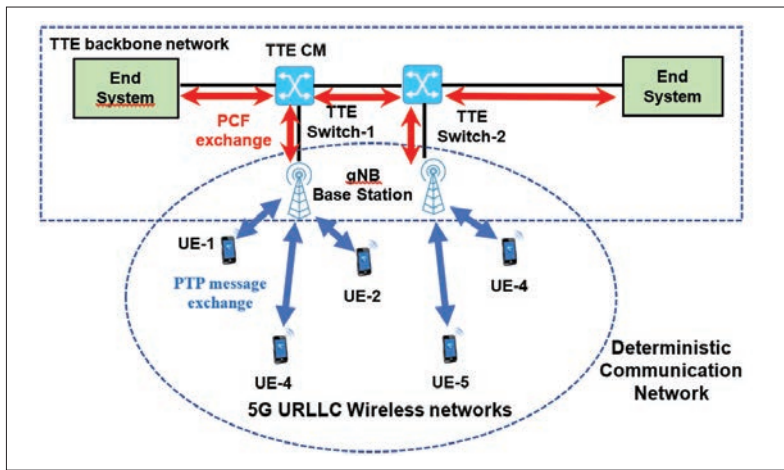 TTE backbone network
TTE CM
End
System
End
System
PCF
exchange
TTE
Switch-1
TTE
Switch-2
gNB
Base Station
UE-1
UE-2
UE-4
PTP message
exchange
UE-4
UE-5
Deterministic
Communication
Network
5G URLLC Wireless networks